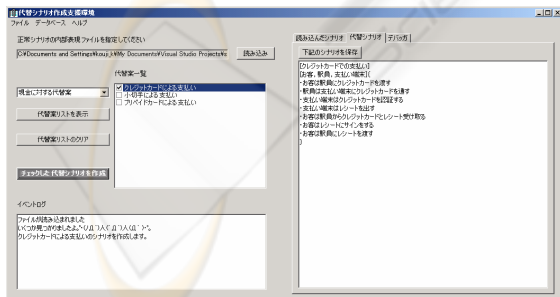 代替シナリオ作成支援環境
ファイル データベース ヘルプ
正常シナリオの内部表現ファイルを指定してください
読み込み
代替案一覧
現金に対する代替案
クレジットカードによる支払い
小切手による支払い
プリペイドカードによる支払い
代替案リストを表示
代替案リストのクリア
チェックした代替シナリオを作成
イベントログ
ファイルが読み込まれました
クレジットカードによる支払いのシナリオを作成します。
読み込んだシナリオ 代替シナリオ デバッガ
下記のシナリオを保存
[クレジットカードでの支払い]
[お客, 駅員, 支払い端末]{
・お客は駅員にクレジットカードを渡す
・駅員は支払い端末にクレジットカードを通す
・支払い端末はクレジットカードを認証する
・支払い端末はレシートを出す
・お客は駅員からクレジットカードとレシート受け取る
・お客はレシートにサインをする
・お客は駅員にレシートを渡す
}